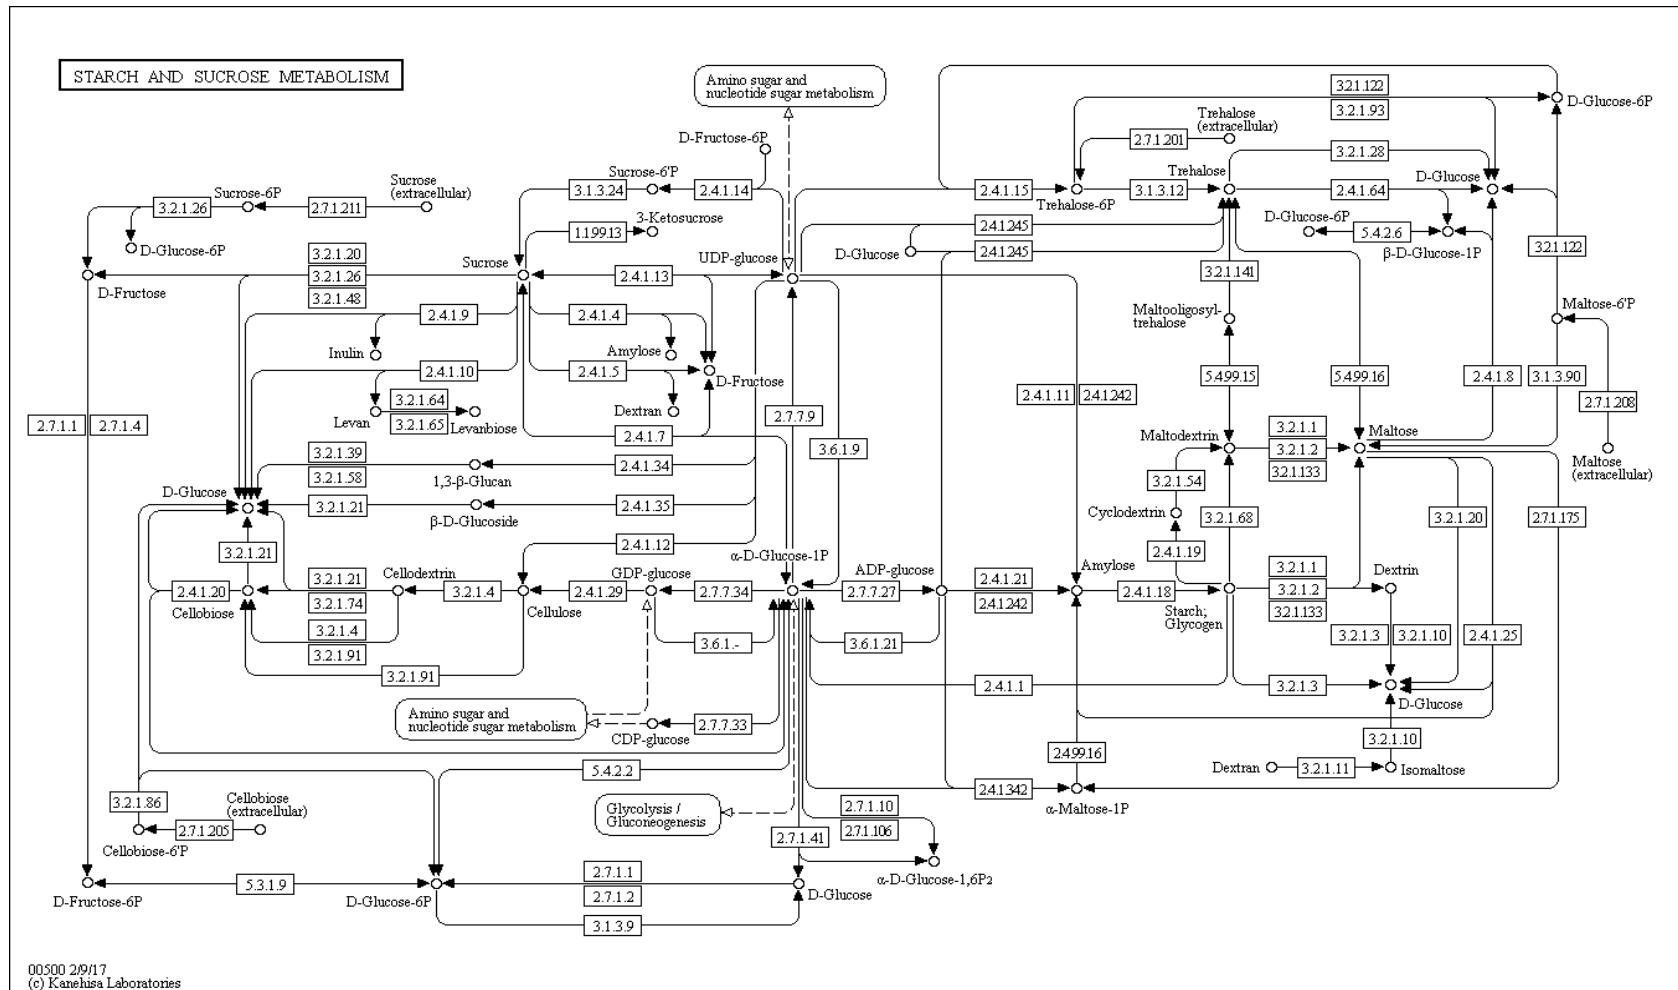 STARCH AND SUCROSE METABOLISM
Amino sugar and
nucleotide sugar metabolism
3.2.1.122
D-Glucose-6P
3.2.1.93
Trehalose
(extracellular)
2.7.1.201
D-Fructose-6P
Sucrose-6'P
3.1.3.24
2.4.1.14
3.2.1.28
Trehalose
D-Glucose
2.4.1.15
3.1.3.12
2.4.1.64
Trehalose-6P
Sucrose-6P
Sucrose
(extracellular)
3.2.1.26
2.7.1.211
D-Glucose-6P
3-Ketosucrose
1.1.99.13
2.4.1.245
D-Glucose
2.4.1.245
D-Glucose-6P
5.4.2.6
β-D-Glucose-1P
3.2.1.122
3.2.1.20
3.2.1.26
3.2.1.48
Sucrose
2.4.1.13
UDP-glucose
D-Fructose
3.2.1.141
Maltooligosyl-
trehalose
Maltose-6'P
2.4.1.9
2.4.1.4
Inulin
Amylose
2.4.1.10
2.4.1.5
D-Fructose
3.2.1.64
3.2.1.65
Levan
Levanbiose
Dextran
5.4.99.15
5.4.99.16
2.4.1.8
3.1.3.90
2.7.1.208
2.4.1.11
2.4.1.242
2.7.7.9
2.7.1.1
2.7.1.4
2.4.1.7
3.6.1.9
Maltodextrin
3.2.1.1
3.2.1.2
3.2.1.133
Maltose
Maltose
(extracellular)
3.2.1.39
3.2.1.58
2.4.1.34
1,3-β-Glucan
D-Glucose
3.2.1.21
2.4.1.35
β-D-Glucoside
3.2.1.54
Cyclodextrin
3.2.1.68
3.2.1.20
2.7.1.175
2.4.1.12
3.2.1.21
2.4.1.19
α-D-Glucose-1P
Cellodextrin
GDP-glucose
ADP-glucose
Amylose
Dextrin
2.4.1.20
3.2.1.21
3.2.1.74
3.2.1.4
3.2.1.91
3.2.1.4
2.4.1.29
2.7.7.34
2.7.7.27
2.4.1.21
2.4.1.242
2.4.1.18
3.2.1.1
3.2.1.2
3.2.1.133
Cellobiose
Cellulose
Starch;
Glycogen
3.6.1.-
3.6.1.21
3.2.1.3
3.2.1.10
2.4.1.25
3.2.1.91
2.4.1.1
3.2.1.3
D-Glucose
Amino sugar and
nucleotide sugar metabolism
2.7.7.33
CDP-glucose
2.4.99.16
3.2.1.10
5.4.2.2
Dextran
3.2.1.11
Isomaltose
2.4.1.342
α-Maltose-1P
3.2.1.86
Cellobiose
(extracellular)
2.7.1.205
Cellobiose-6'P
Glycolysis /
Gluconeogenesis
2.7.1.10
2.7.1.106
2.7.1.41
α-D-Glucose-1,6P2
5.3.1.9
2.7.1.1
2.7.1.2
3.1.3.9
D-Fructose-6P
D-Glucose-6P
D-Glucose
00500 2/9/17
(c) Kanehisa Laboratories